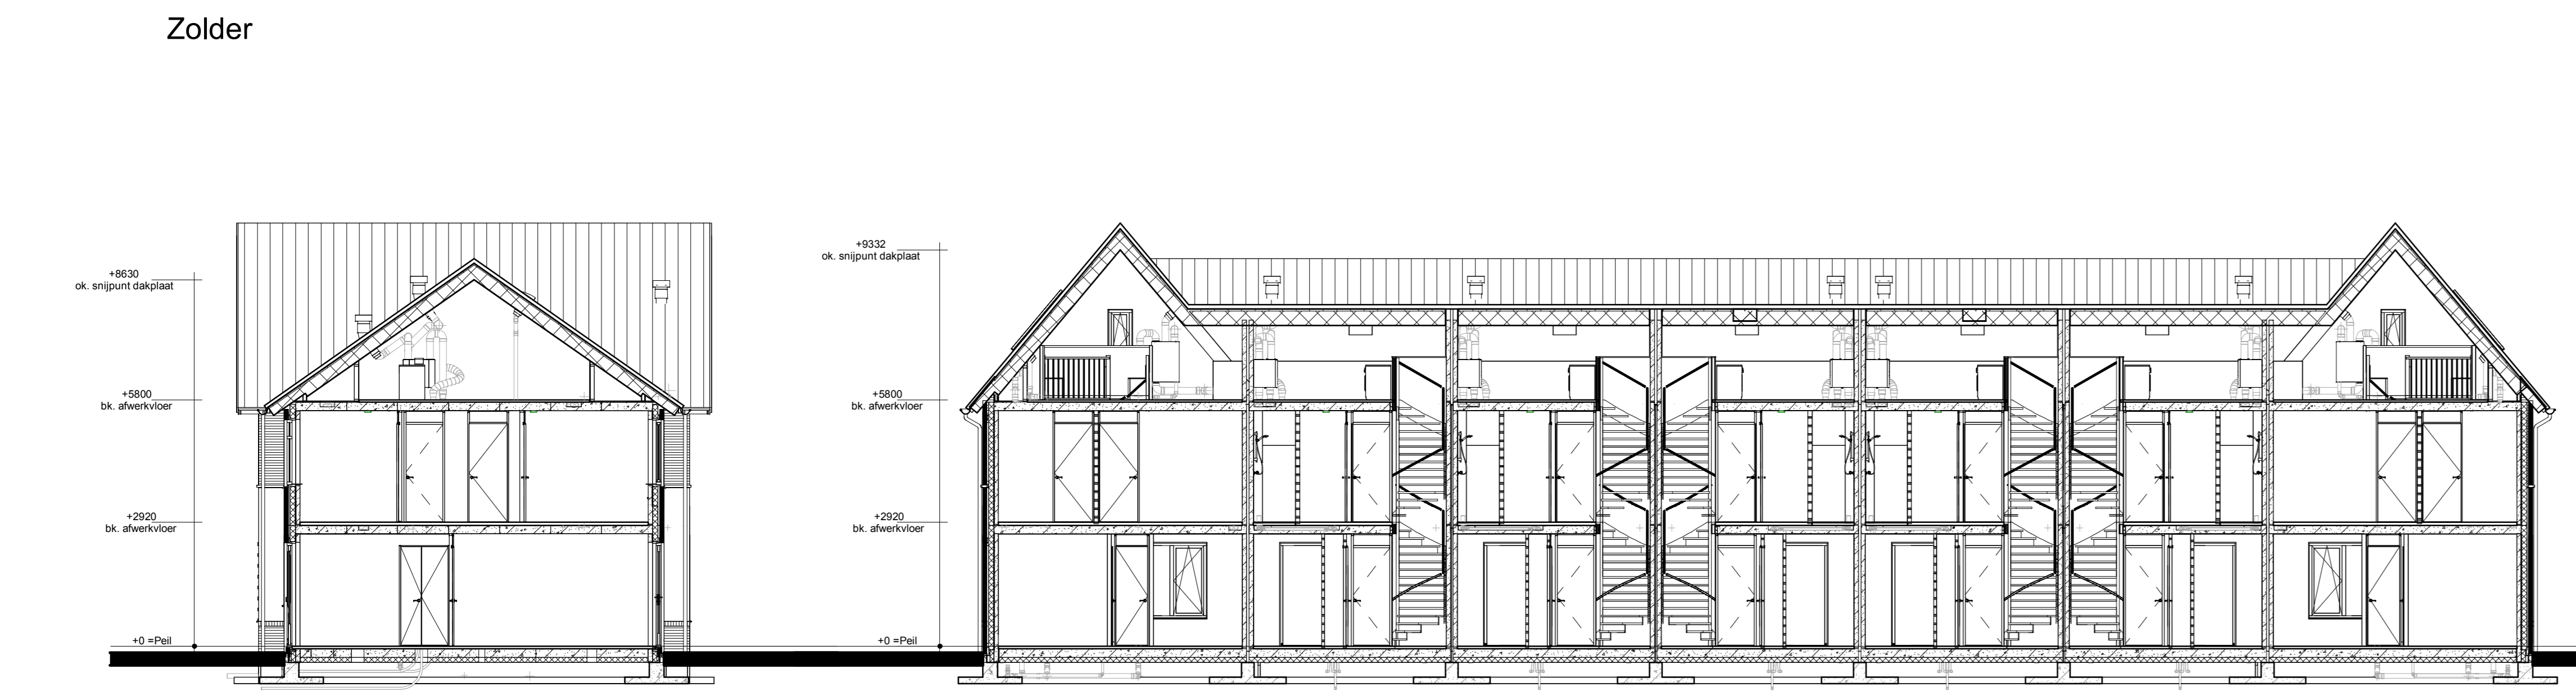 Zolder
+8630
ok. snijpunt dakplaat
+5800
bk. afwerkvloer
+2920
bk. afwerkvloer
+0 =Peil
+9332
ok. snijpunt dakplaat
+5800
bk. afwerkvloer
+2920
bk. afwerkvloer
+0 =Peil